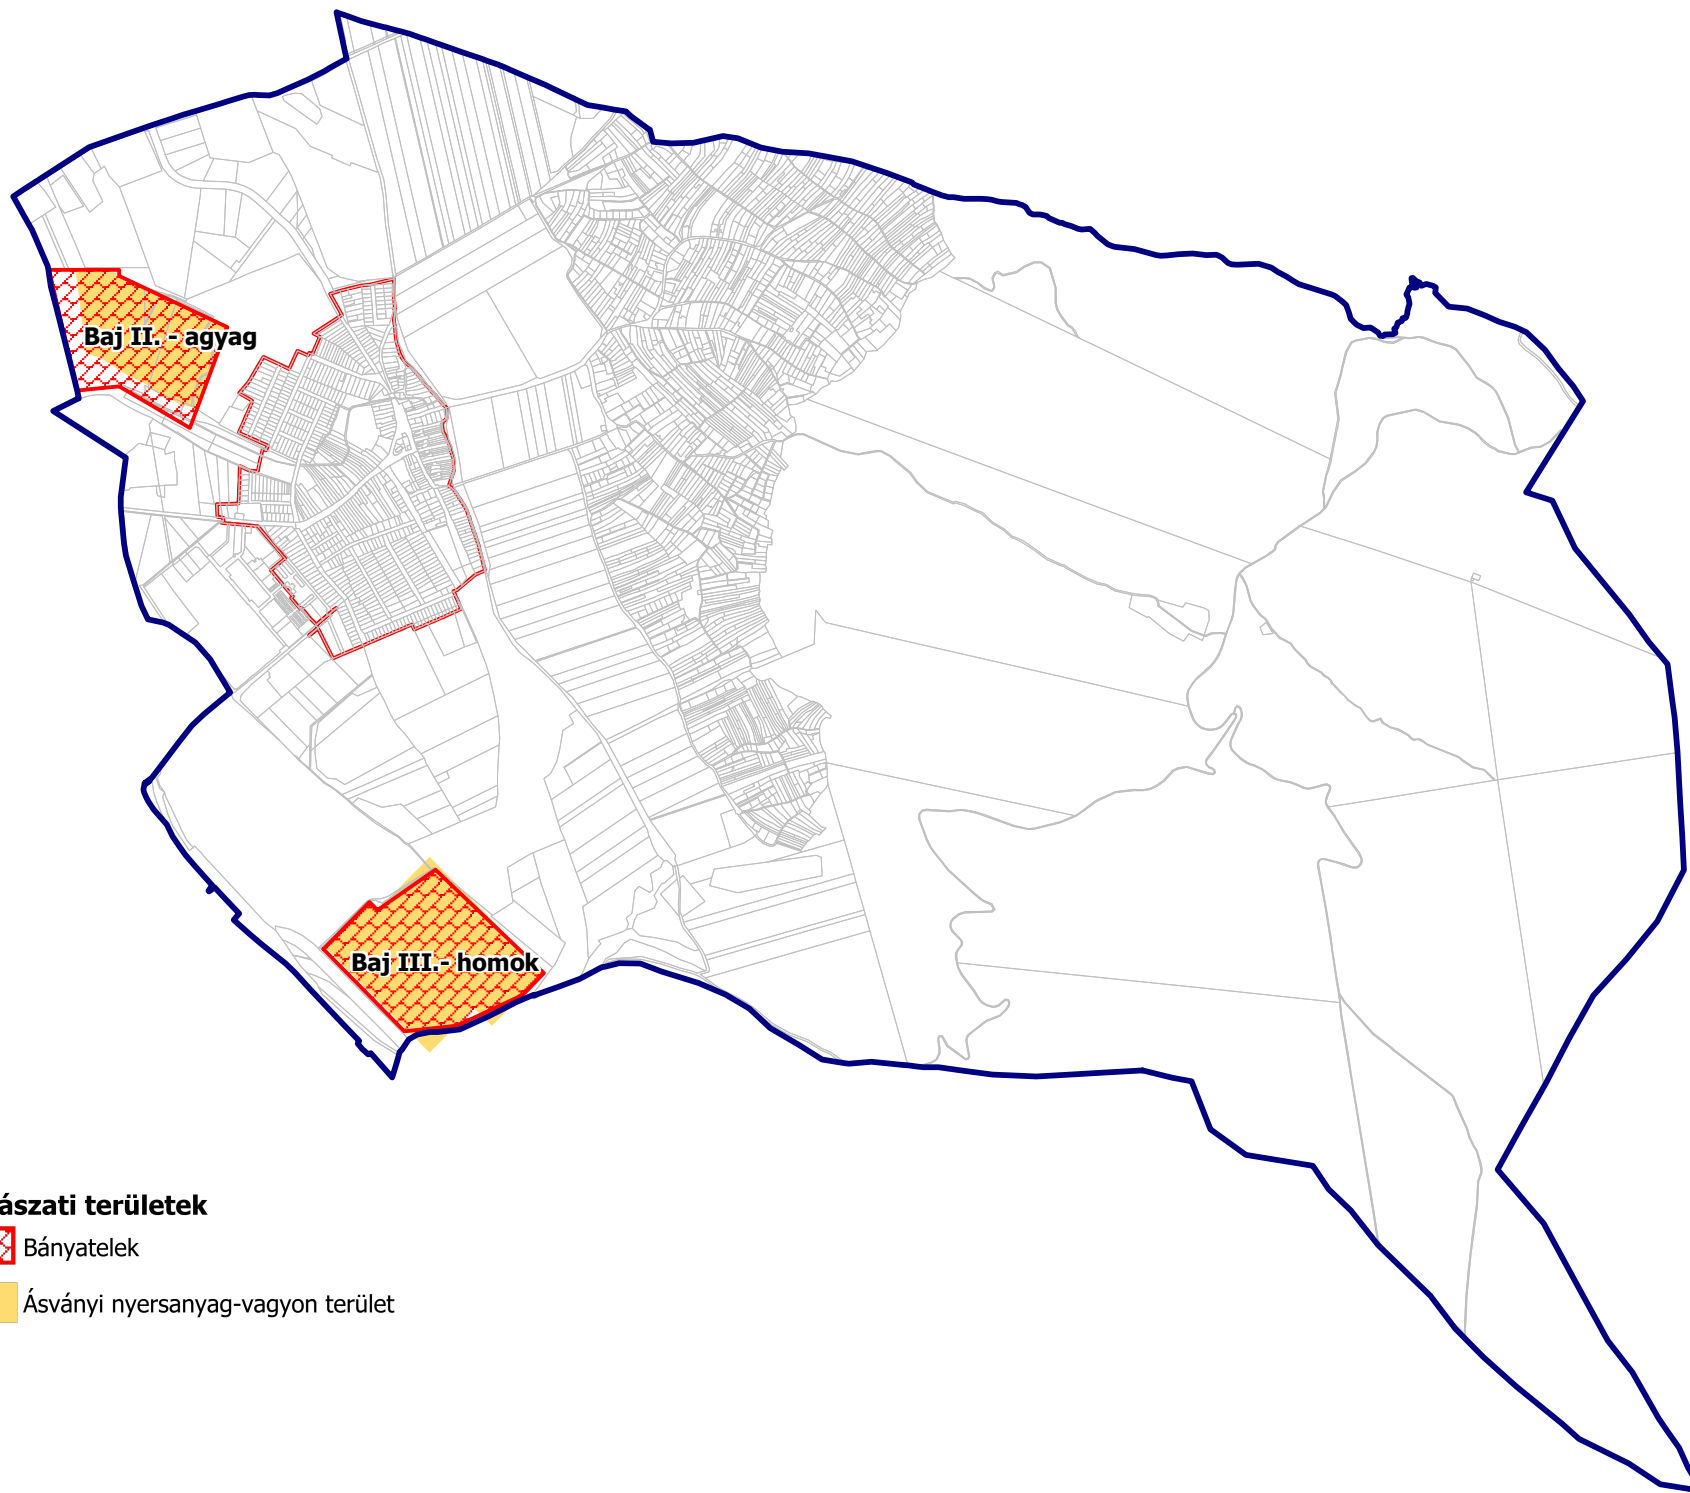 Baj II. - agyag
Baj III.- homok
ászati területek
Bányatelek
Ásványi nyersanyag-vagyon terület